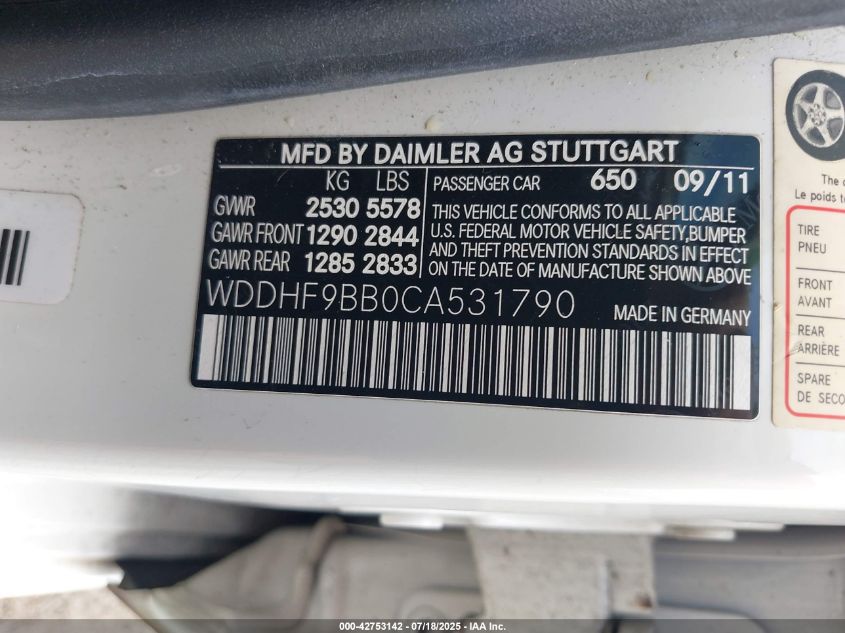 MFD BY DAIMLER AG STUTTGART
KG LBS
GVWR 2530 5578
GAWR FRONT 1290 2844
GAWR REAR 1285 2833
PASSENGER CAR 650 09/11
THIS VEHICLE CONFORMS TO ALL APPLICABLE
U.S. FEDERAL MOTOR VEHICLE SAFETY,BUMPER
AND THEFT PREVENTION STANDARDS IN EFFECT
ON THE DATE OF MANUFACTURE SHOWN ABOVE
WDDHF9BB0CA531790 MADE IN GERMANY
The
Le poids
TIRE
PNEU
FRONT
AVANT
REAR
ARRIÈRE
SPARE
DE
000-42753142 - 07/18/2025 - IAA Inc.